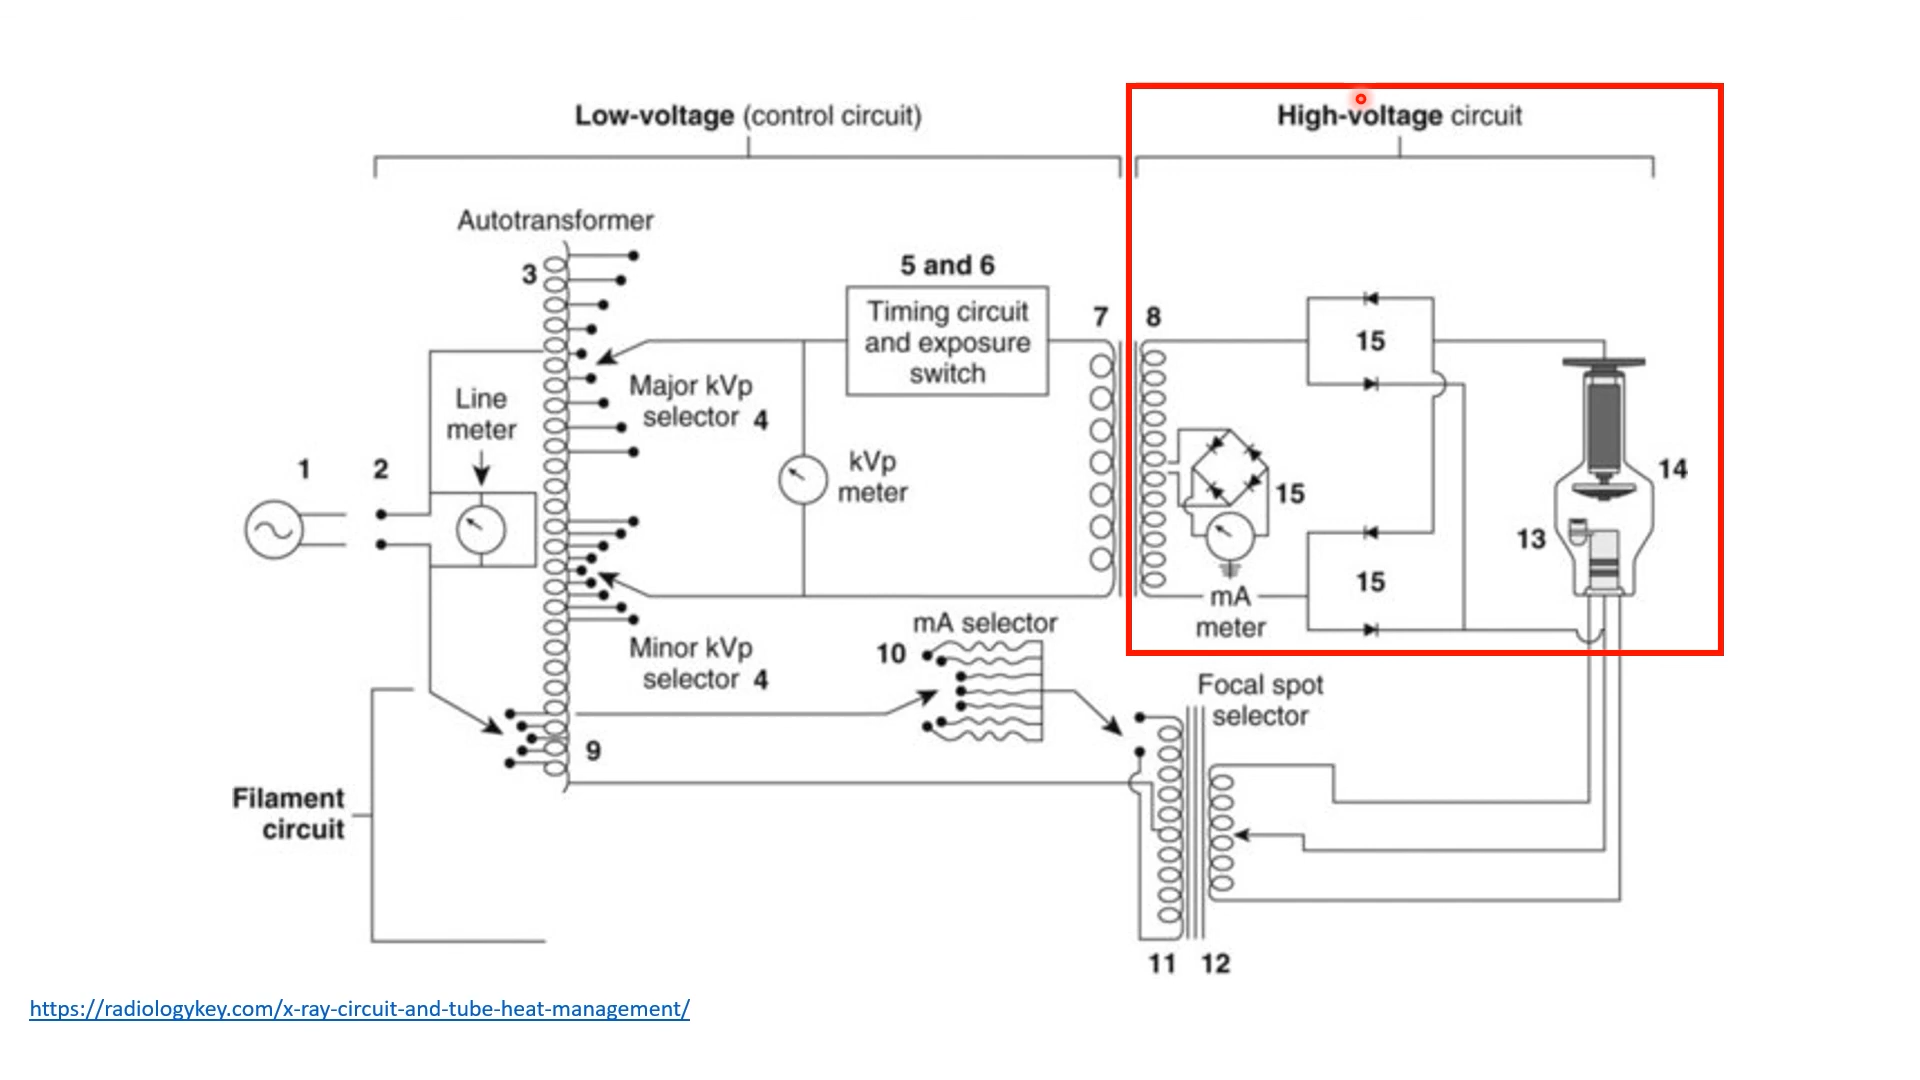 Low-voltage (control circuit)
High-voltage circuit
Autotransformer
3
5 and 6
Timing circuit
and exposure
switch
7
8
15
Major kVp
selector 4
Line
meter
1
2
kVp
meter
15
14
13
15
mA
meter
Minor kVp
selector 4
mA selector
10
Focal spot
selector
9
Filament
circuit
11
12
https://radiologykey.com/x-ray-circuit-and-tube-heat-management/